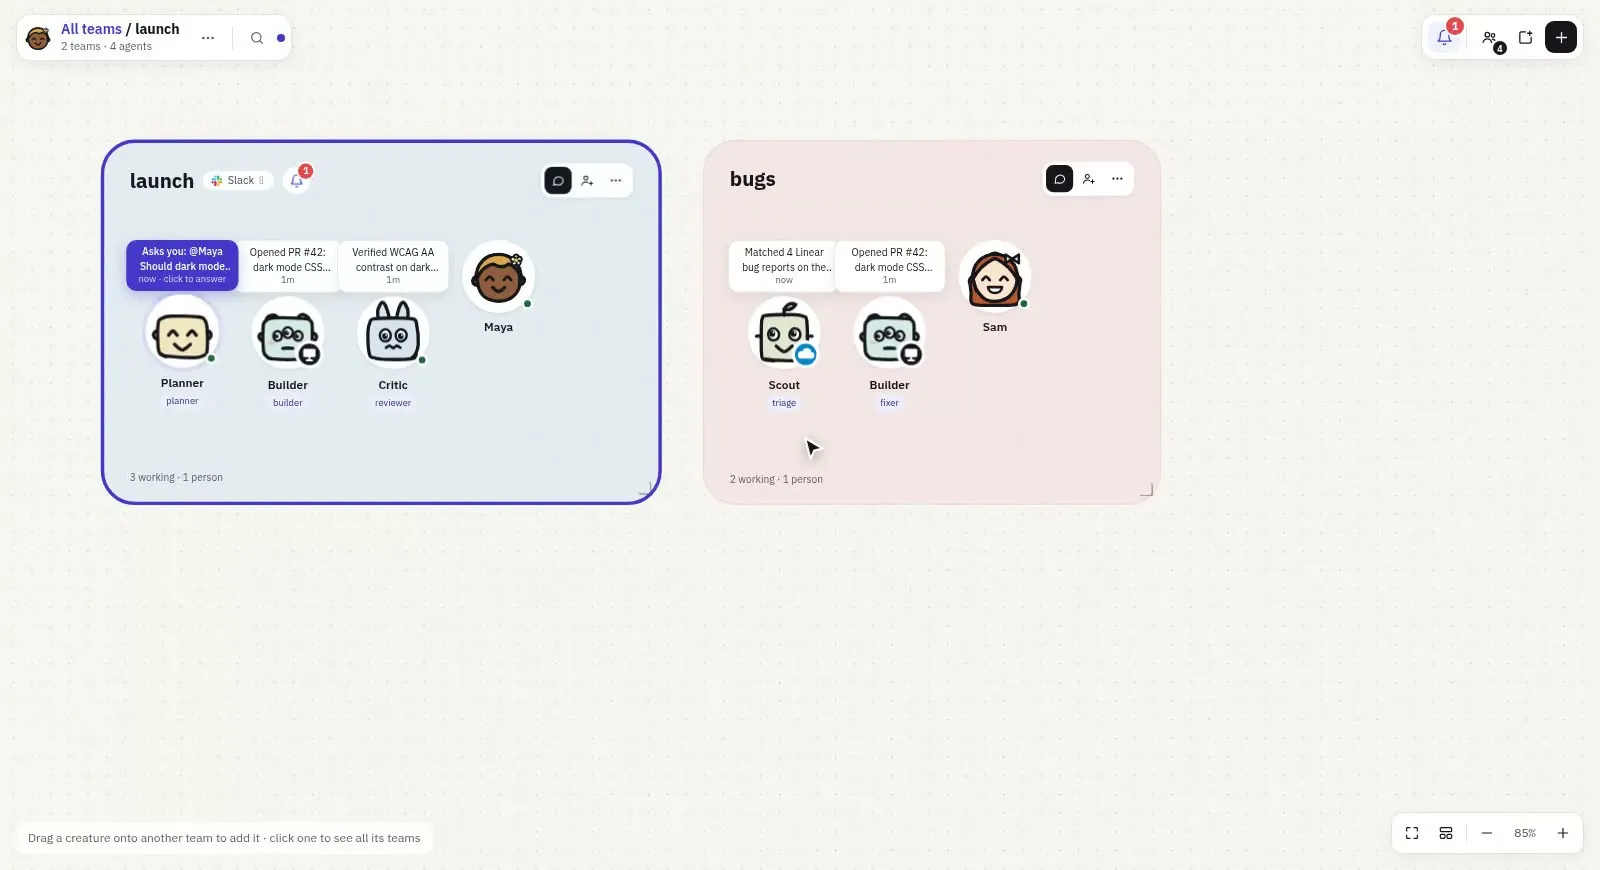 All teams / launch
2 teams · 4 agents
1
4
launch
Slack
1
Asks you: @Maya
Should dark mode..
now · click to answer
Opened PR #42:
dark mode CSS...
1m
Verified WCAG AA
contrast on dark...
1m
Maya
Planner
planner
Builder
builder
Critic
reviewer
3 working · 1 person
bugs
Matched 4 Linear
bug reports on the..
now
Opened PR #42:
dark mode CSS...
1m
Sam
Scout
triage
Builder
fixer
2 working · 1 person
Drag a creature onto another team to add it · click one to see all its teams
85%